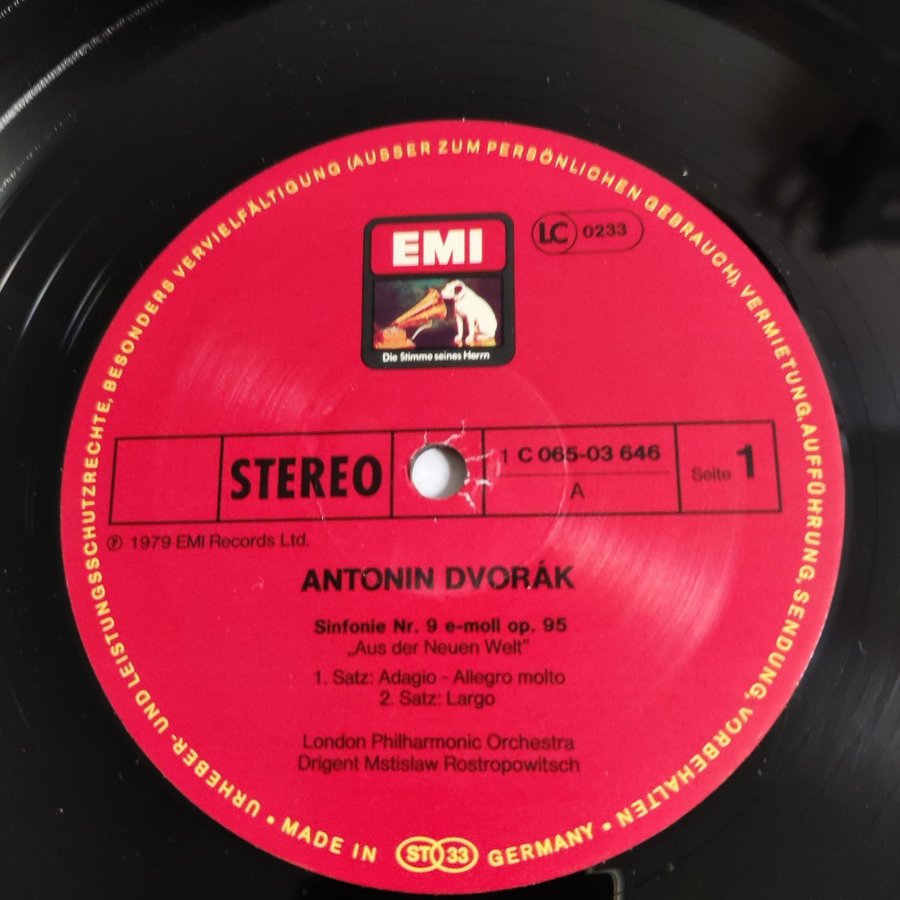 URHEBER- UND LEISTUNGSSCHUTZRECHTE, BESONDERS VERVIELFÄLTIGUNG (AUSSER ZUM PERSÖNLICHEN GEBRAUCH), VERMIETUNG, AUFFÜHRUNG, SENDUNG, VORBEHALTEN •
EMI
LC 0233
Die Stimme seines Herrn
STEREO
1 C 065-03 646
A
Seite 1
℗ 1979 EMI Records Ltd.
ANTONIN DVORÁK
Sinfonie Nr. 9 e-moll op. 95
„Aus der Neuen Welt"
1. Satz: Adagio - Allegro molto
2. Satz: Largo
London Philharmonic Orchestra
Dirigent Mstislaw Rostropowitsch
• MADE IN ST 33 GERMANY •